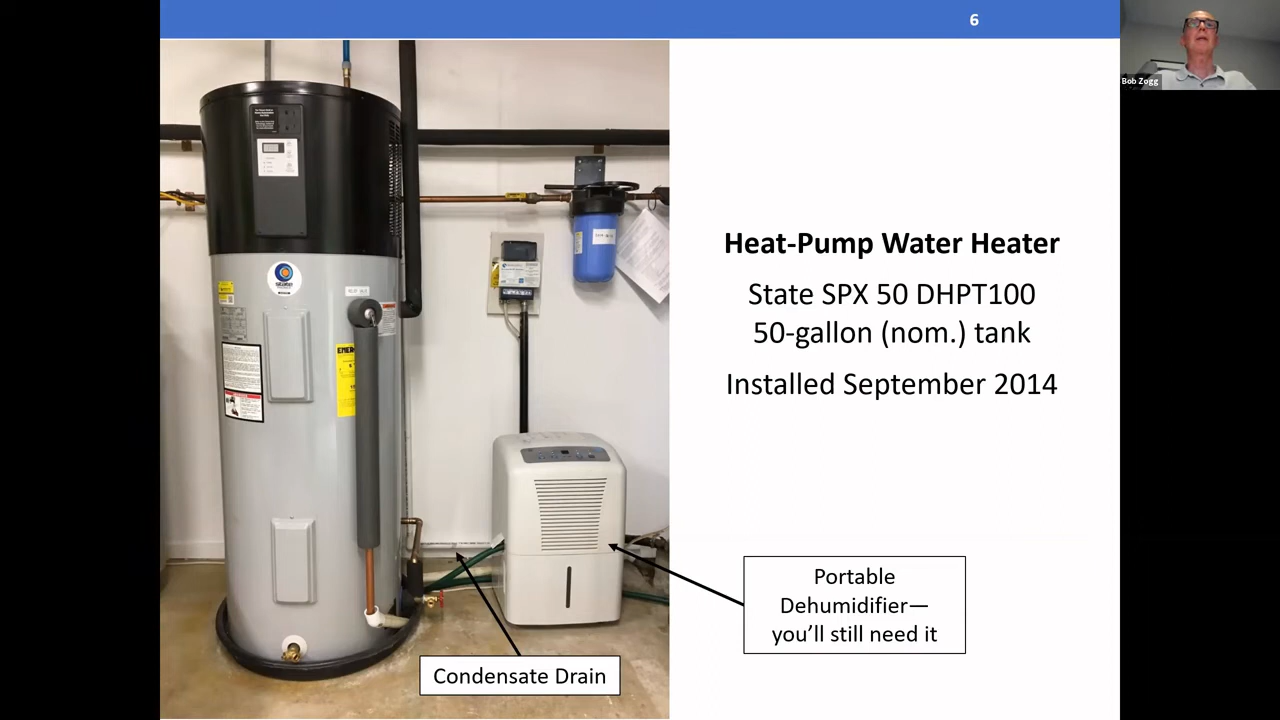 6
Bob Zogg
Heat-Pump Water Heater
State SPX 50 DHPT100
50-gallon (nom.) tank
Installed September 2014
state
Portable
Dehumidifier—
you'll still need it
Condensate Drain